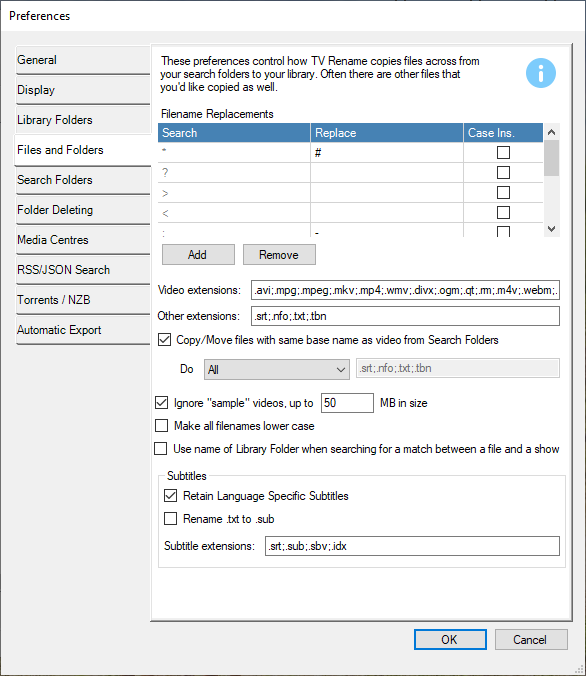 Preferences
General
Display
Library Folders
Files and Folders
Search Folders
Folder Deleting
Media Centres
RSS/JSON Search
Torrents / NZB
Automatic Export
These preferences control how TV Rename copies files across from
your search folders to your library. Often there are other files that
you'd like copied as well.
Filename Replacements
Search Replace Case Ins.
* #
?
>
<
: -
Add Remove
Video extensions: .avi;.mpg;.mpeg;.mkv;.mp4;.wmv;.divx;.ogm;.qt;.rm;.m4v;.webm;.
Other extensions: .srt;.nfo;.txt;.tbn
Copy/Move files with same base name as video from Search Folders
Do All .srt;.nfo;.txt;.tbn
Ignore "sample" videos, up to 50 MB in size
Make all filenames lower case
Use name of Library Folder when searching for a match between a file and a show
Subtitles
Retain Language Specific Subtitles
Rename .txt to .sub
Subtitle extensions: .srt;.sub;.sbv;.idx
OK Cancel